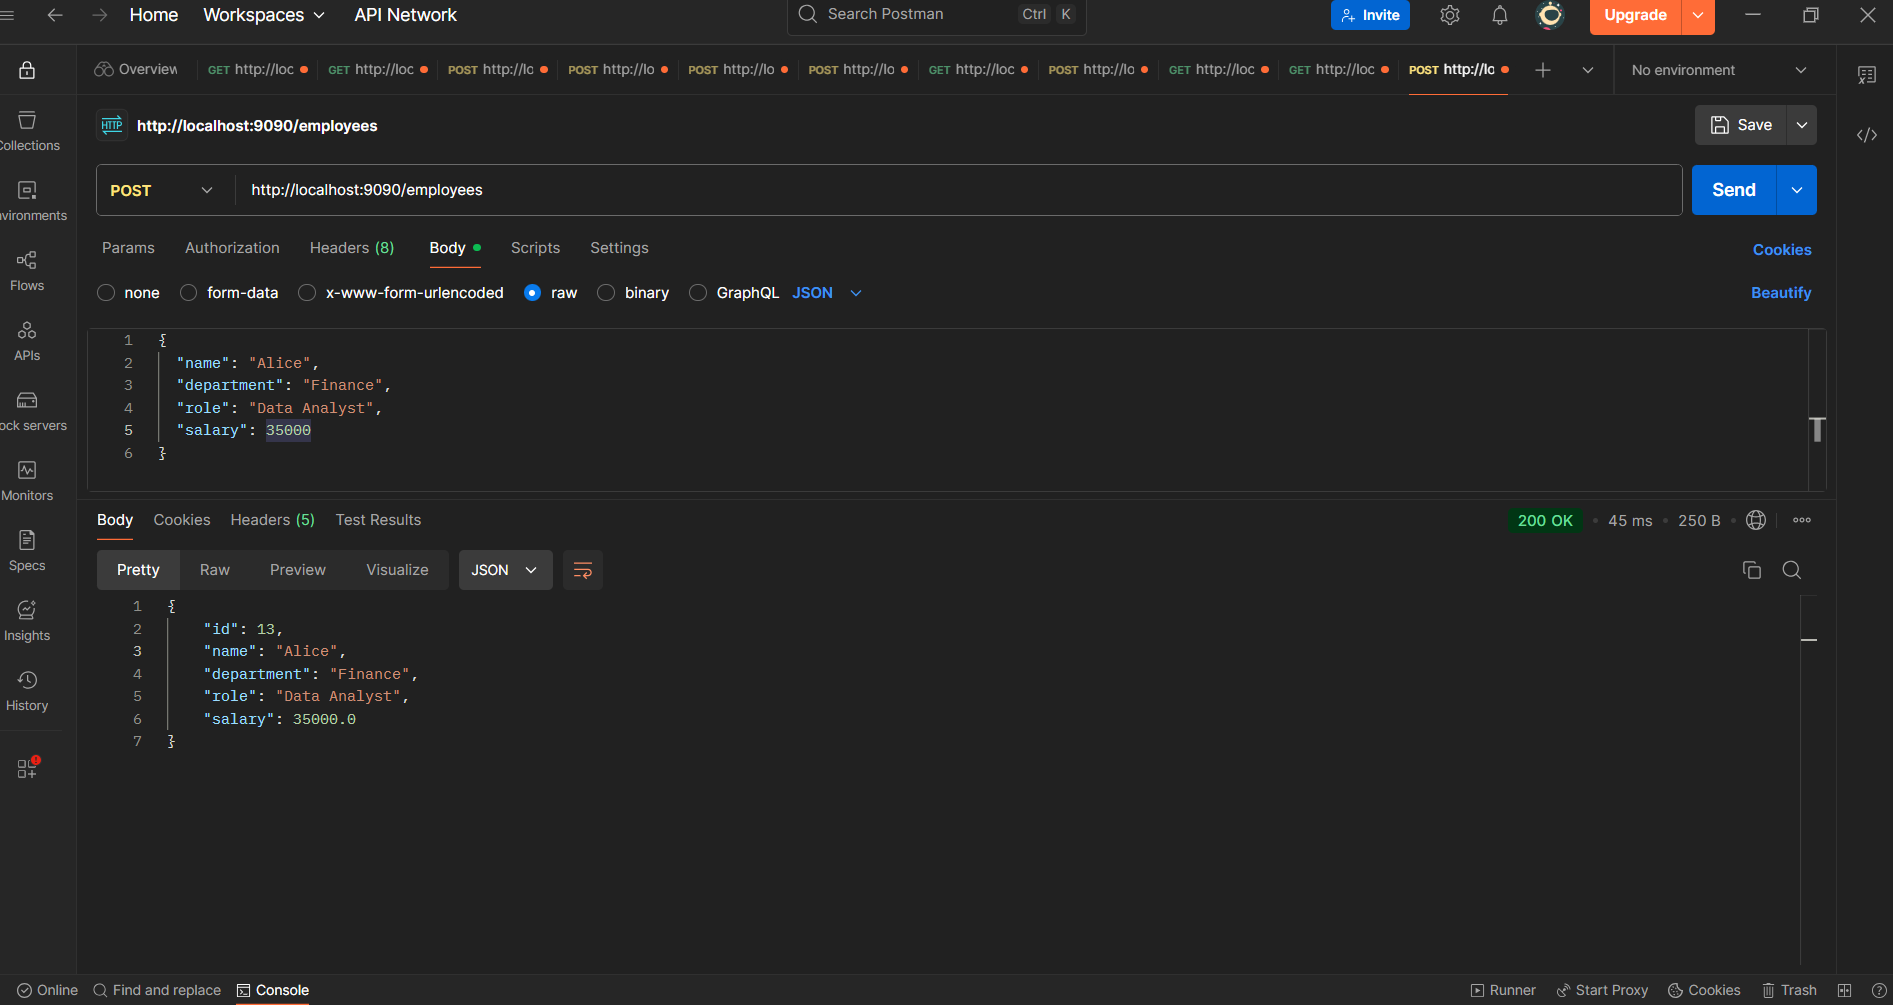 Home Workspaces API Network Search Postman Ctrl K Invite Upgrade
Overview GET http://loc GET http://loc POST http://lo POST http://lo POST http://lo POST http://lo GET http://loc POST http://lo GET http://loc GET http://loc POST http://lo No environment
HTTP http://localhost:9090/employees Save
POST http://localhost:9090/employees Send
Params Authorization Headers (8) Body Scripts Settings Cookies
none form-data x-www-form-urlencoded raw binary GraphQL JSON Beautify
1 {
2 "name": "Alice",
3 "department": "Finance",
4 "role": "Data Analyst",
5 "salary": 35000
6 }
Body Cookies Headers (5) Test Results 200 OK 45 ms 250 B
Pretty Raw Preview Visualize JSON
1 {
2 "id": 13,
3 "name": "Alice",
4 "department": "Finance",
5 "role": "Data Analyst",
6 "salary": 35000.0
7 }
ollections
vironments
Flows
APIs
ock servers
Monitors
Specs
Insights
History
Online Find and replace Console Runner Start Proxy Cookies Trash